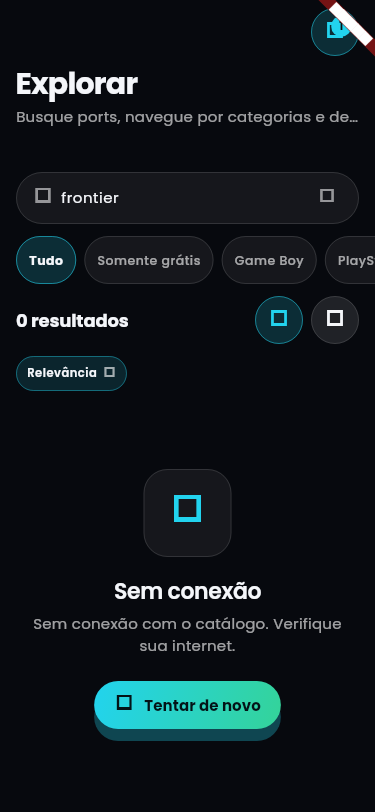 Explorar
Busque ports, navegue por categorias e de…
frontier
Tudo
Somente grátis
Game Boy
PlayS
0 resultados
Relevância
Sem conexão
Sem conexão com o catálogo. Verifique
sua internet.
Tentar de novo